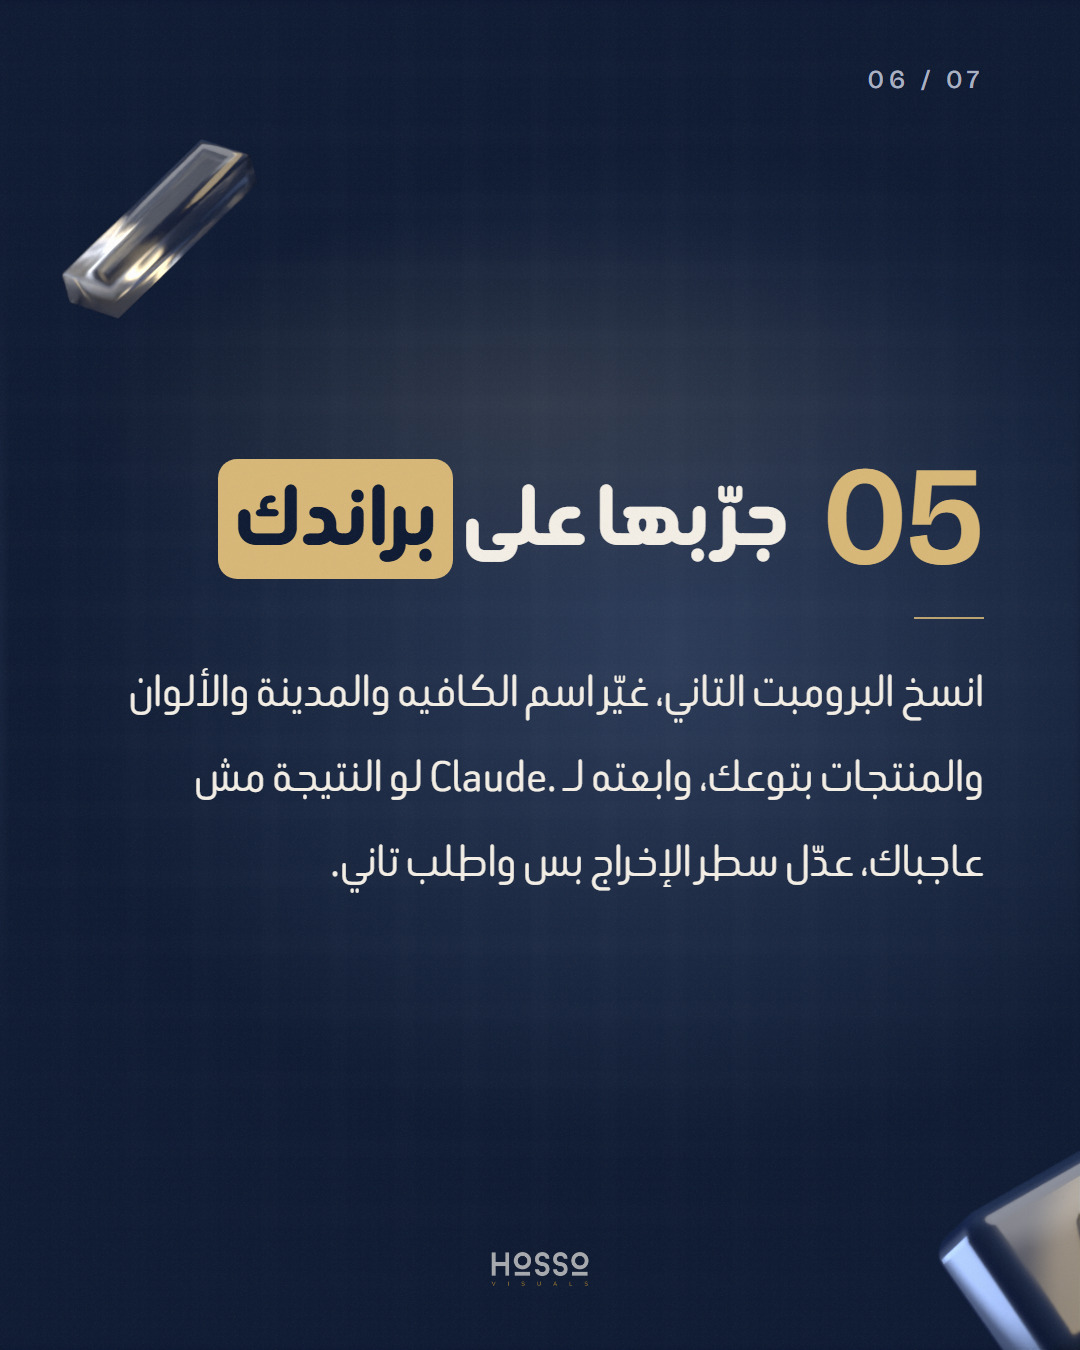 06 / 07
05 جرّبها على براندك
انسخ البرومبت التاني، غيّر اسم الكافيه والمدينة والألوان
والمنتجات بتوعك، وابعته لـ Claude. لو النتيجة مش
عاجباك، عدّل سطر الإخراج بس واطلب تاني.
HOSSO
VISUALS